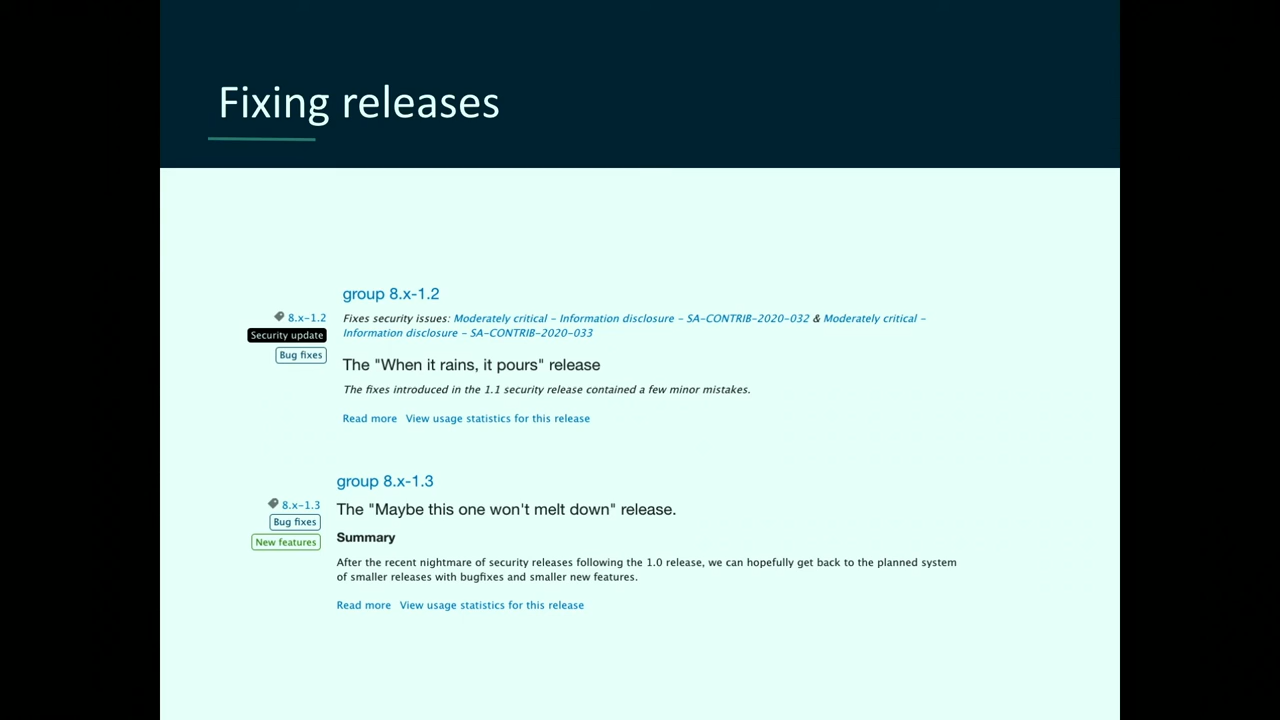 Fixing releases
group 8.x-1.2
8.x-1.2
Security update
Bug fixes
Fixes security issues: Moderately critical - Information disclosure - SA-CONTRIB-2020-032 & Moderately critical -
Information disclosure - SA-CONTRIB-2020-033
The "When it rains, it pours" release
The fixes introduced in the 1.1 security release contained a few minor mistakes.
Read more View usage statistics for this release
group 8.x-1.3
8.x-1.3
Bug fixes
New features
The "Maybe this one won't melt down" release.
Summary
After the recent nightmare of security releases following the 1.0 release, we can hopefully get back to the planned system
of smaller releases with bugfixes and smaller new features.
Read more View usage statistics for this release